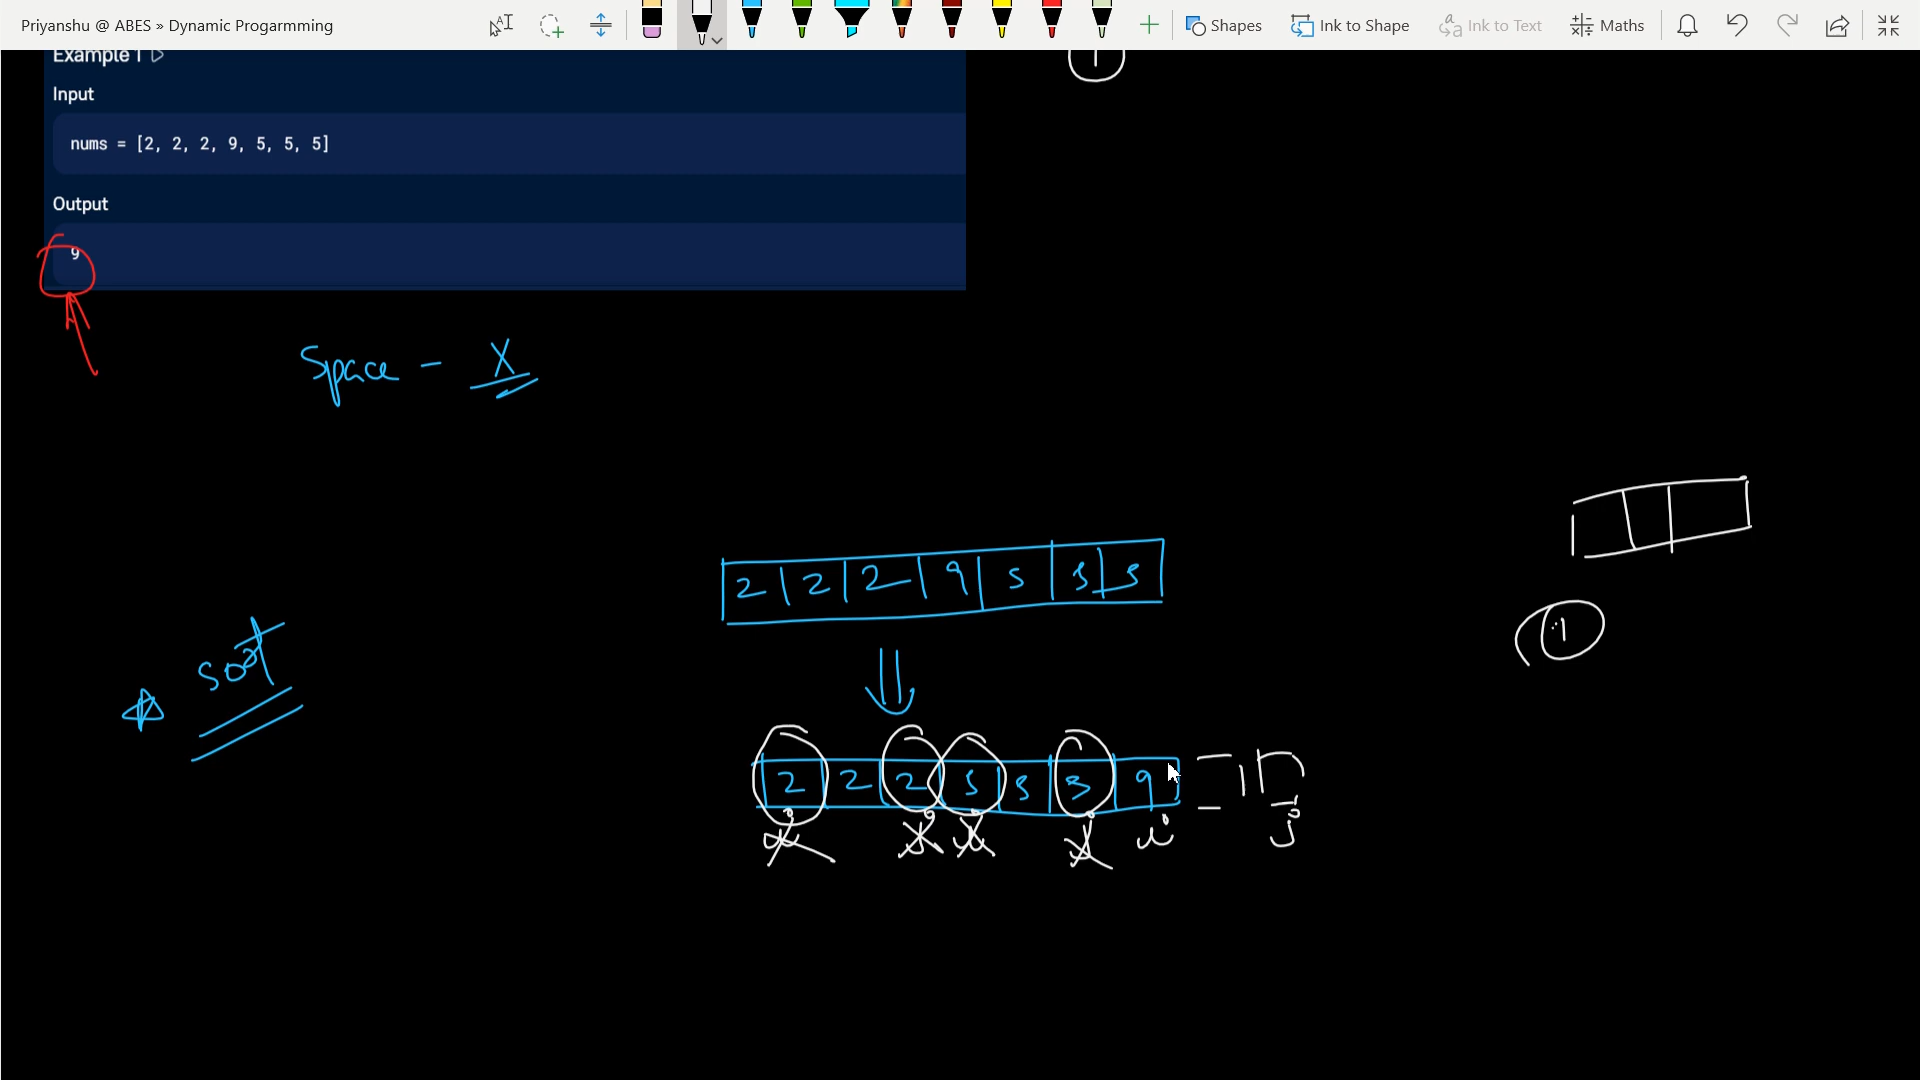 Priyanshu @ ABES » Dynamic Progarmming
Shapes
Ink to Shape
Ink to Text
Maths
Example 1
1
Input
nums = [2, 2, 2, 9, 5, 5, 5]
Output
9
Space - X
2 2 2 9 5 5 5
1
sort
2 2 2 5 5 5 9
i j i j i j